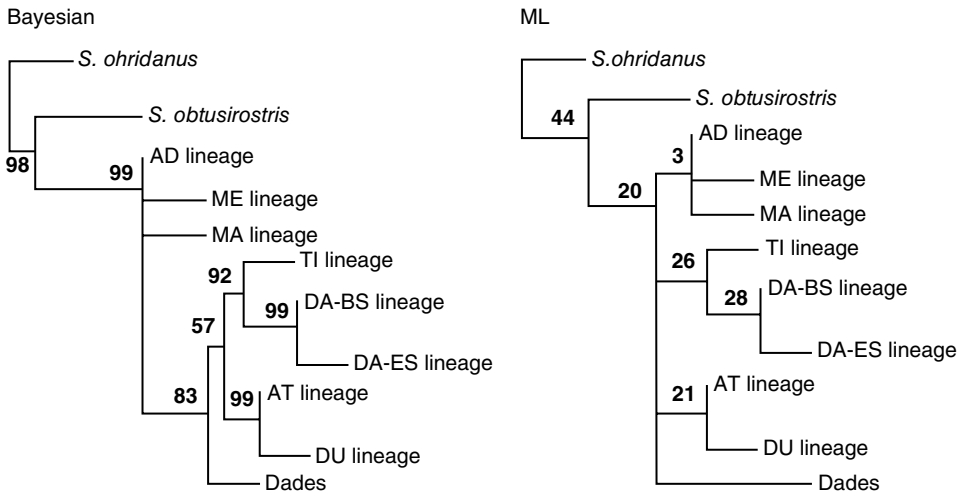 Bayesian
S. ohridanus
S. obtusirostris
98
99
AD lineage
ME lineage
MA lineage
TI lineage
92
99
DA-BS lineage
57
DA-ES lineage
83
99
AT lineage
DU lineage
Dades
ML
S.ohridanus
44
S. obtusirostris
AD lineage
3
ME lineage
20
MA lineage
TI lineage
26
28
DA-BS lineage
DA-ES lineage
21
AT lineage
DU lineage
Dades